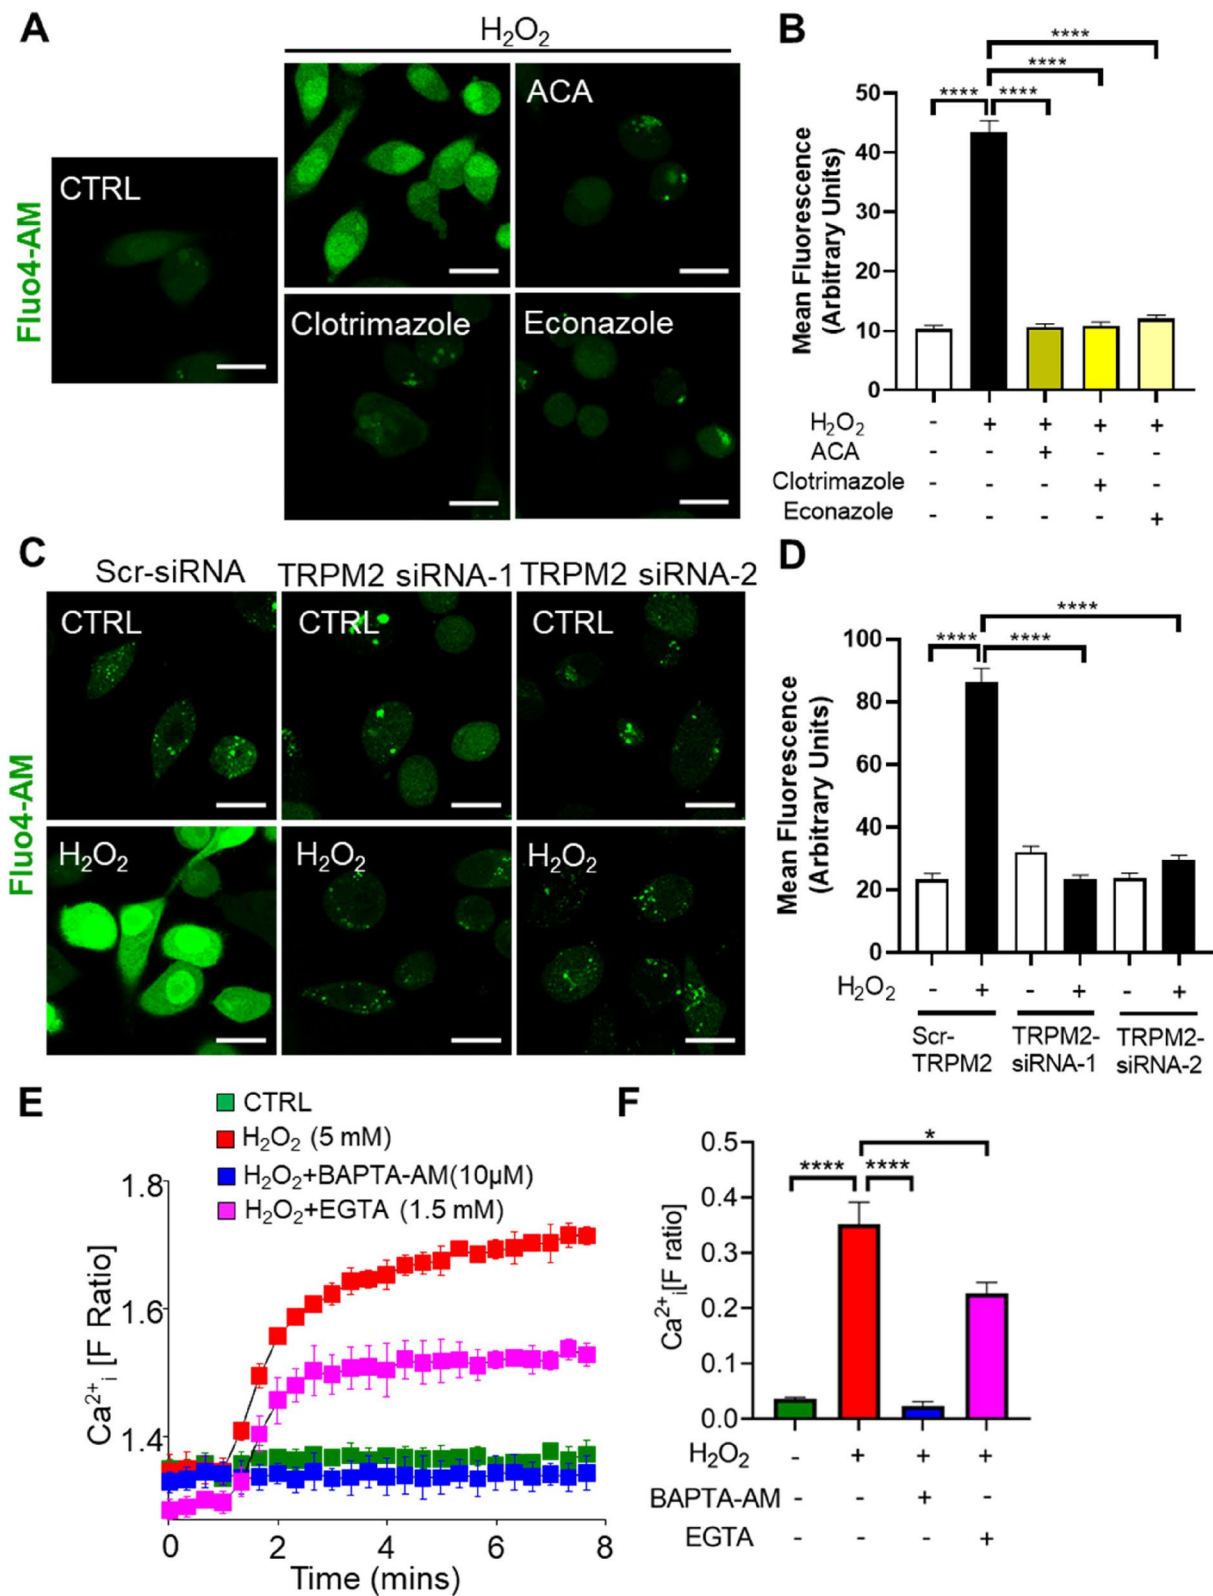 A
H₂O₂
Fluo4-AM
CTRL
ACA
Clotrimazole
Econazole
B
**** **** **** ****
Mean Fluorescence
(Arbitrary Units)
50
40
30
20
10
0
H₂O₂ - + + + +
ACA - - + - -
Clotrimazole - - - + -
Econazole - - - - +
C
Scr-siRNA TRPM2 siRNA-1 TRPM2 siRNA-2
Fluo4-AM
CTRL CTRL CTRL
H₂O₂ H₂O₂ H₂O₂
D
****
**** ****
Mean Fluorescence
(Arbitrary Units)
100
80
60
40
20
0
H₂O₂ - + - + - +
Scr-
TRPM2
TRPM2-
siRNA-1
TRPM2-
siRNA-2
E
CTRL
H₂O₂ (5 mM)
H₂O₂+BAPTA-AM(10µM)
H₂O₂+EGTA (1.5 mM)
Ca²⁺ᵢ [F Ratio]
1.8
1.6
1.4
0 2 4 6 8
Time (mins)
F
*
**** ****
Ca²⁺ᵢ[F ratio]
0.5
0.4
0.3
0.2
0.1
0.0
H₂O₂ - + + +
BAPTA-AM - - + -
EGTA - - - +